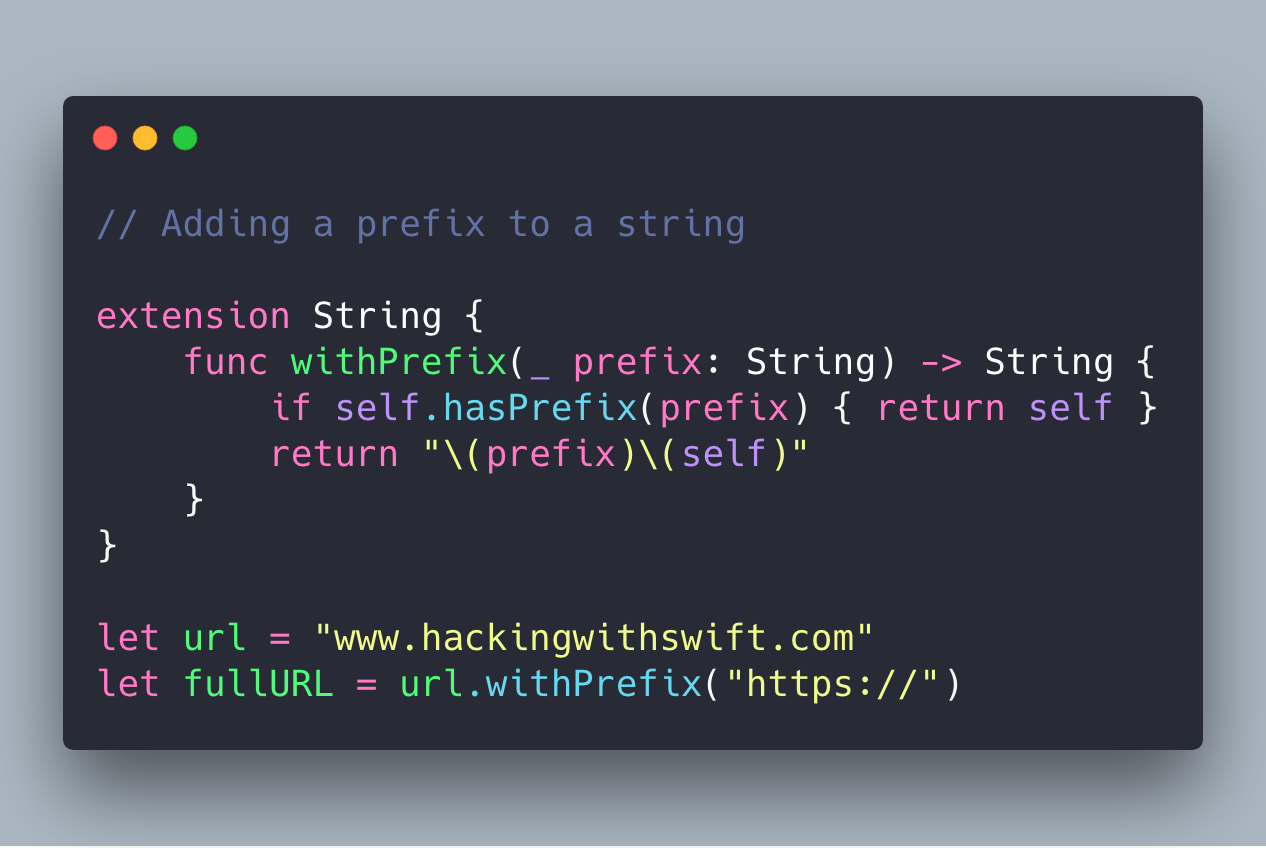 // Adding a prefix to a string

extension String {
    func withPrefix(_ prefix: String) -> String {
        if self.hasPrefix(prefix) { return self }
        return "\(prefix)\(self)"
    }
}

let url = "www.hackingwithswift.com"
let fullURL = url.withPrefix("https://")